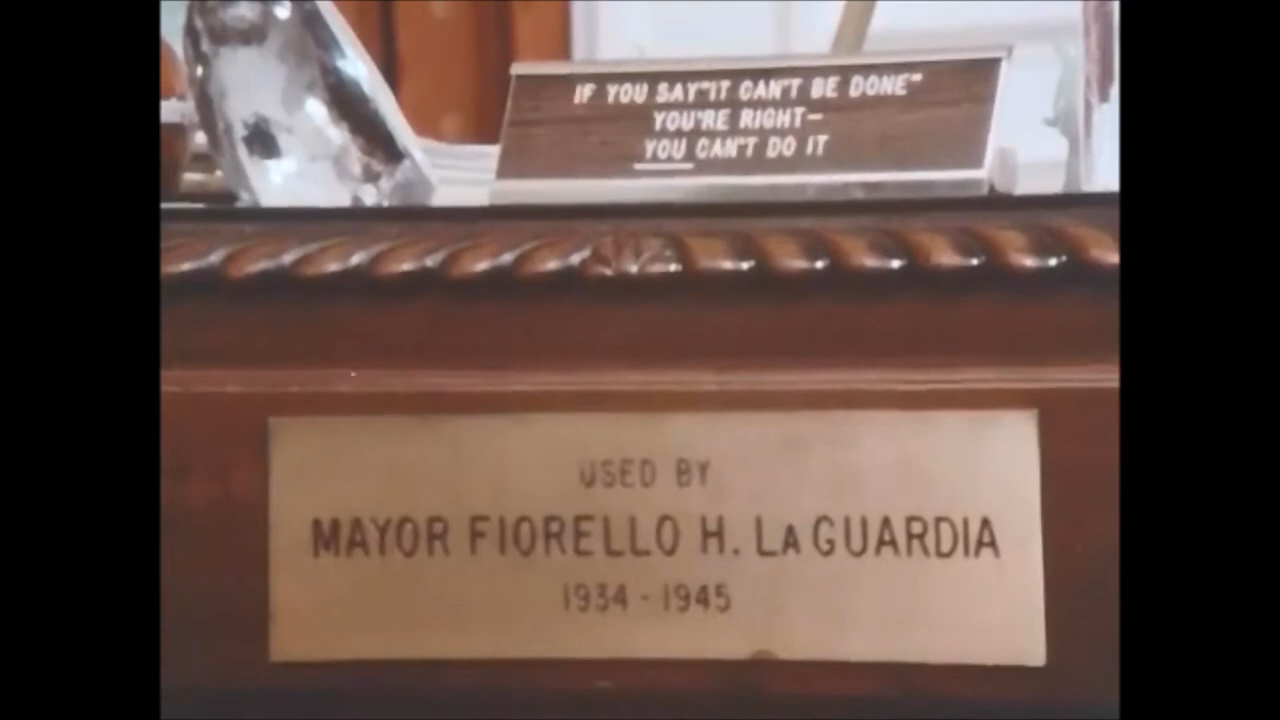 IF YOU SAY"IT CAN'T BE DONE"
YOU'RE RIGHT–
YOU CAN'T DO IT
USED BY
MAYOR FIORELLO H. LAGUARDIA
1934 - 1945